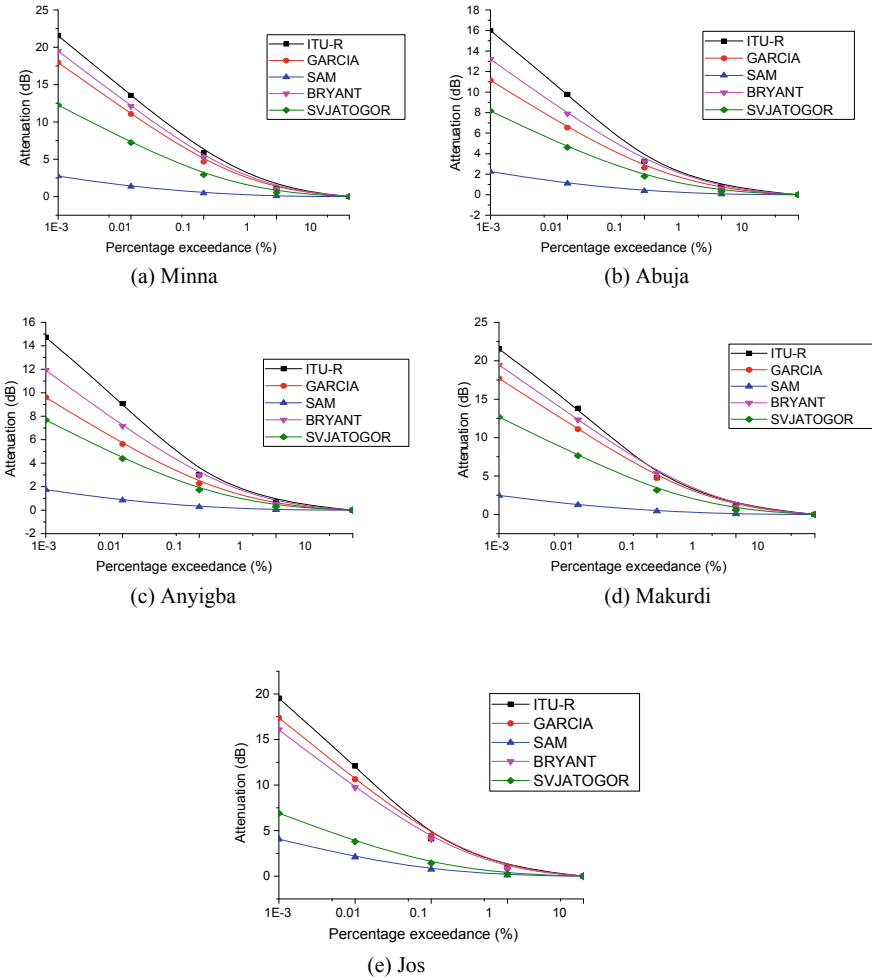 25
20
15
10
5
0
Attenuation (dB)
1E-3 0.01 0.1 1 10
Percentage exceedance (%)
ITU-R
GARCIA
SAM
BRYANT
SVJATOGOR
(a) Minna
18
16
14
12
10
8
6
4
2
0
-2
Attenuation (dB)
1E-3 0.01 0.1 1 10
Percentage exceedance (%)
ITU-R
GARCIA
SAM
BRYANT
SVJATOGOR
(b) Abuja
16
14
12
10
8
6
4
2
0
-2
Attenuation (dB)
1E-3 0.01 0.1 1 10
Percentage exceedance (%)
ITU-R
GARCIA
SAM
BRYANT
SVJATOGOR
(c) Anyigba
25
20
15
10
5
0
Attenuation (dB)
1E-3 0.01 0.1 1 10
Percentage exceedance (%)
ITU-R
GARCIA
SAM
BRYANT
SVJATOGOR
(d) Makurdi
20
15
10
5
0
Attenuation (dB)
1E-3 0.01 0.1 1 10
Percentage exceedance (%)
ITU-R
GARCIA
SAM
BRYANT
SVJATOGOR
(e) Jos